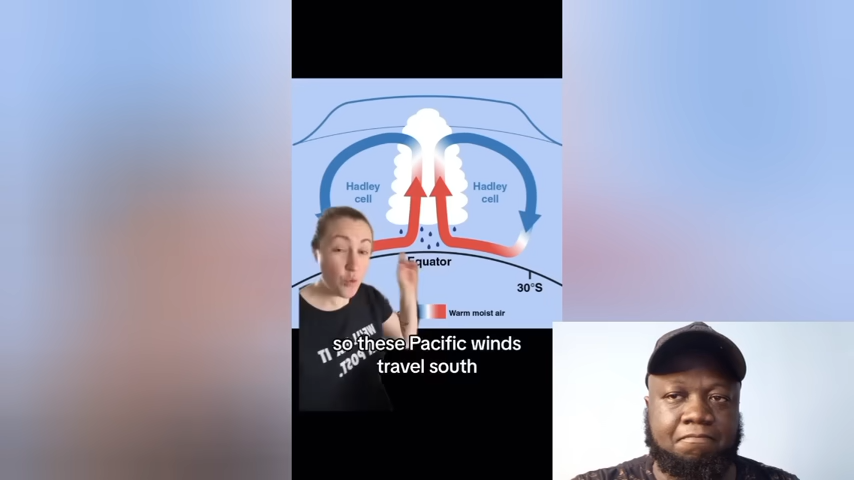 Hadley
cell
Hadley
cell
Equator
30°S
Warm moist air
so these Pacific winds
travel south